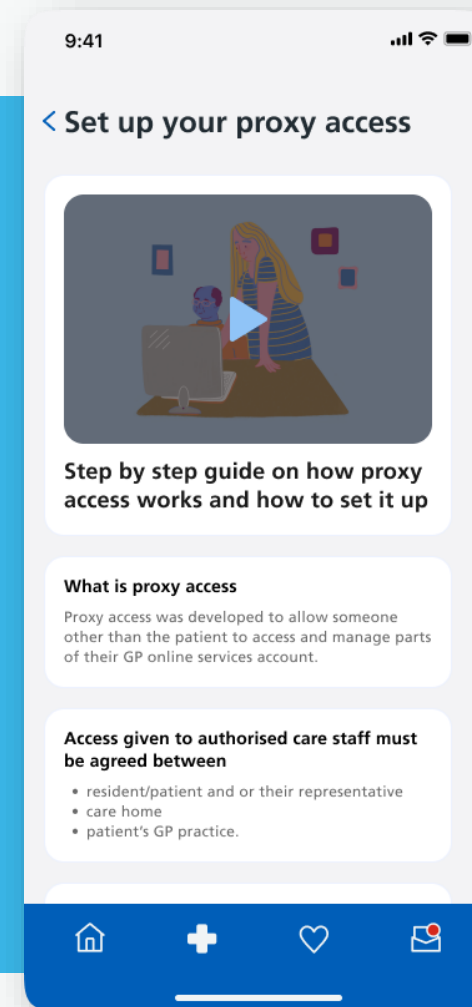 9:41
Set up your proxy access
Step by step guide on how proxy
access works and how to set it up
What is proxy access
Proxy access was developed to allow someone
other than the patient to access and manage parts
of their GP online services account.
Access given to authorised care staff must
be agreed between
• resident/patient and or their representative
• care home
• patient's GP practice.